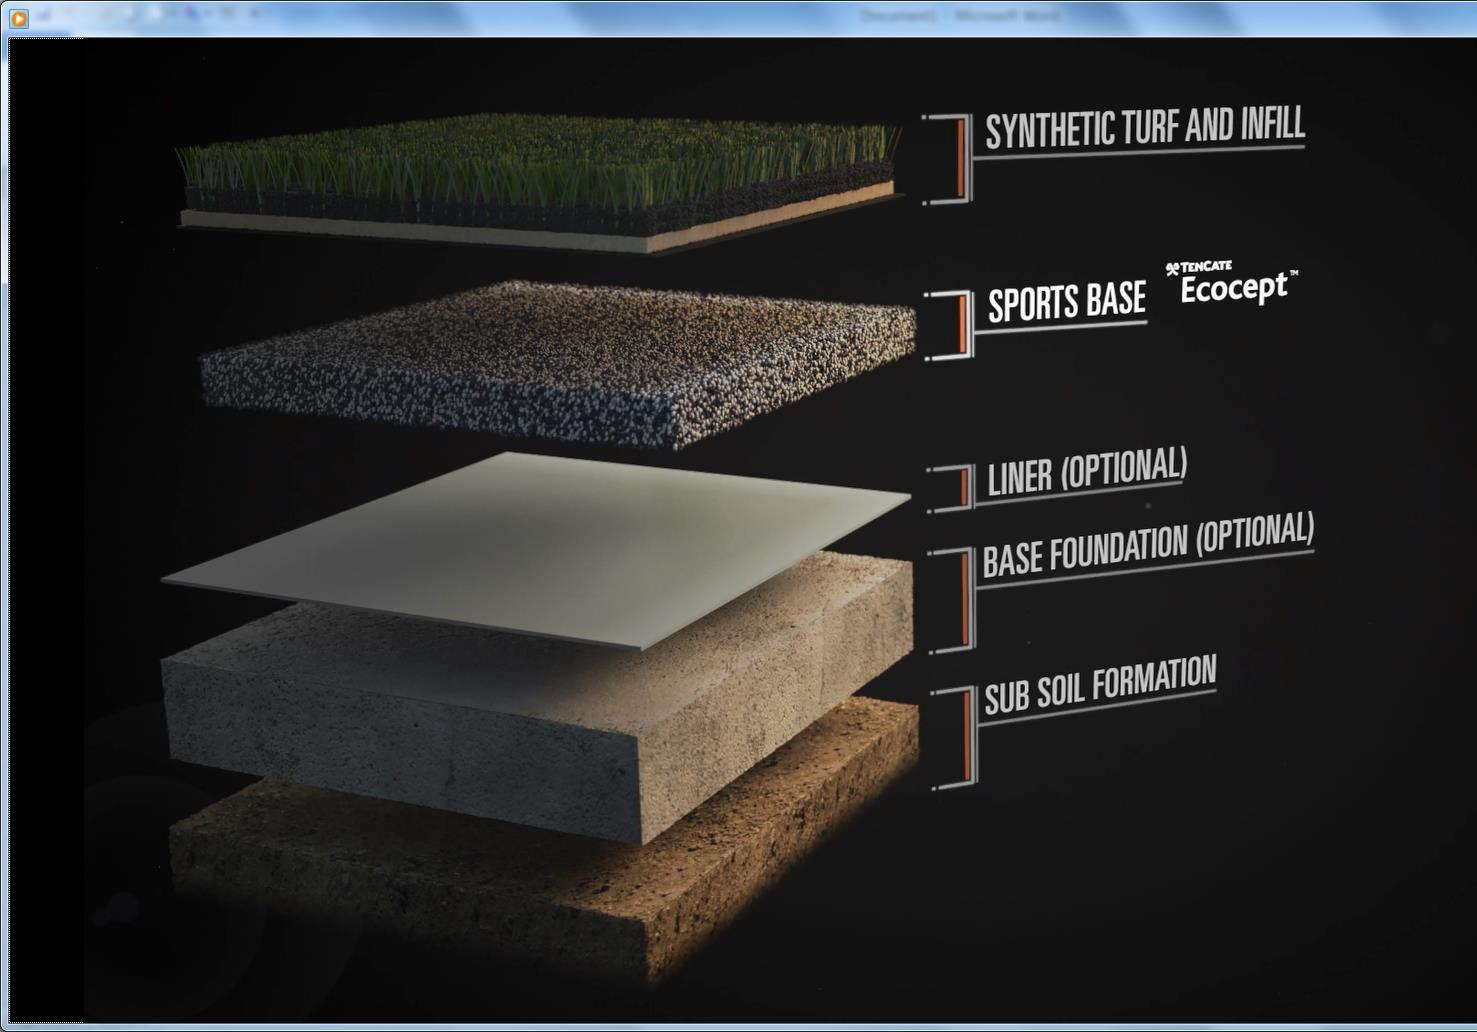 Document1 - Microsoft Word
SYNTHETIC TURF AND INFILL
SPORTS BASE
TENCATE
Ecocept™
LINER (OPTIONAL)
BASE FOUNDATION (OPTIONAL)
SUB SOIL FORMATION